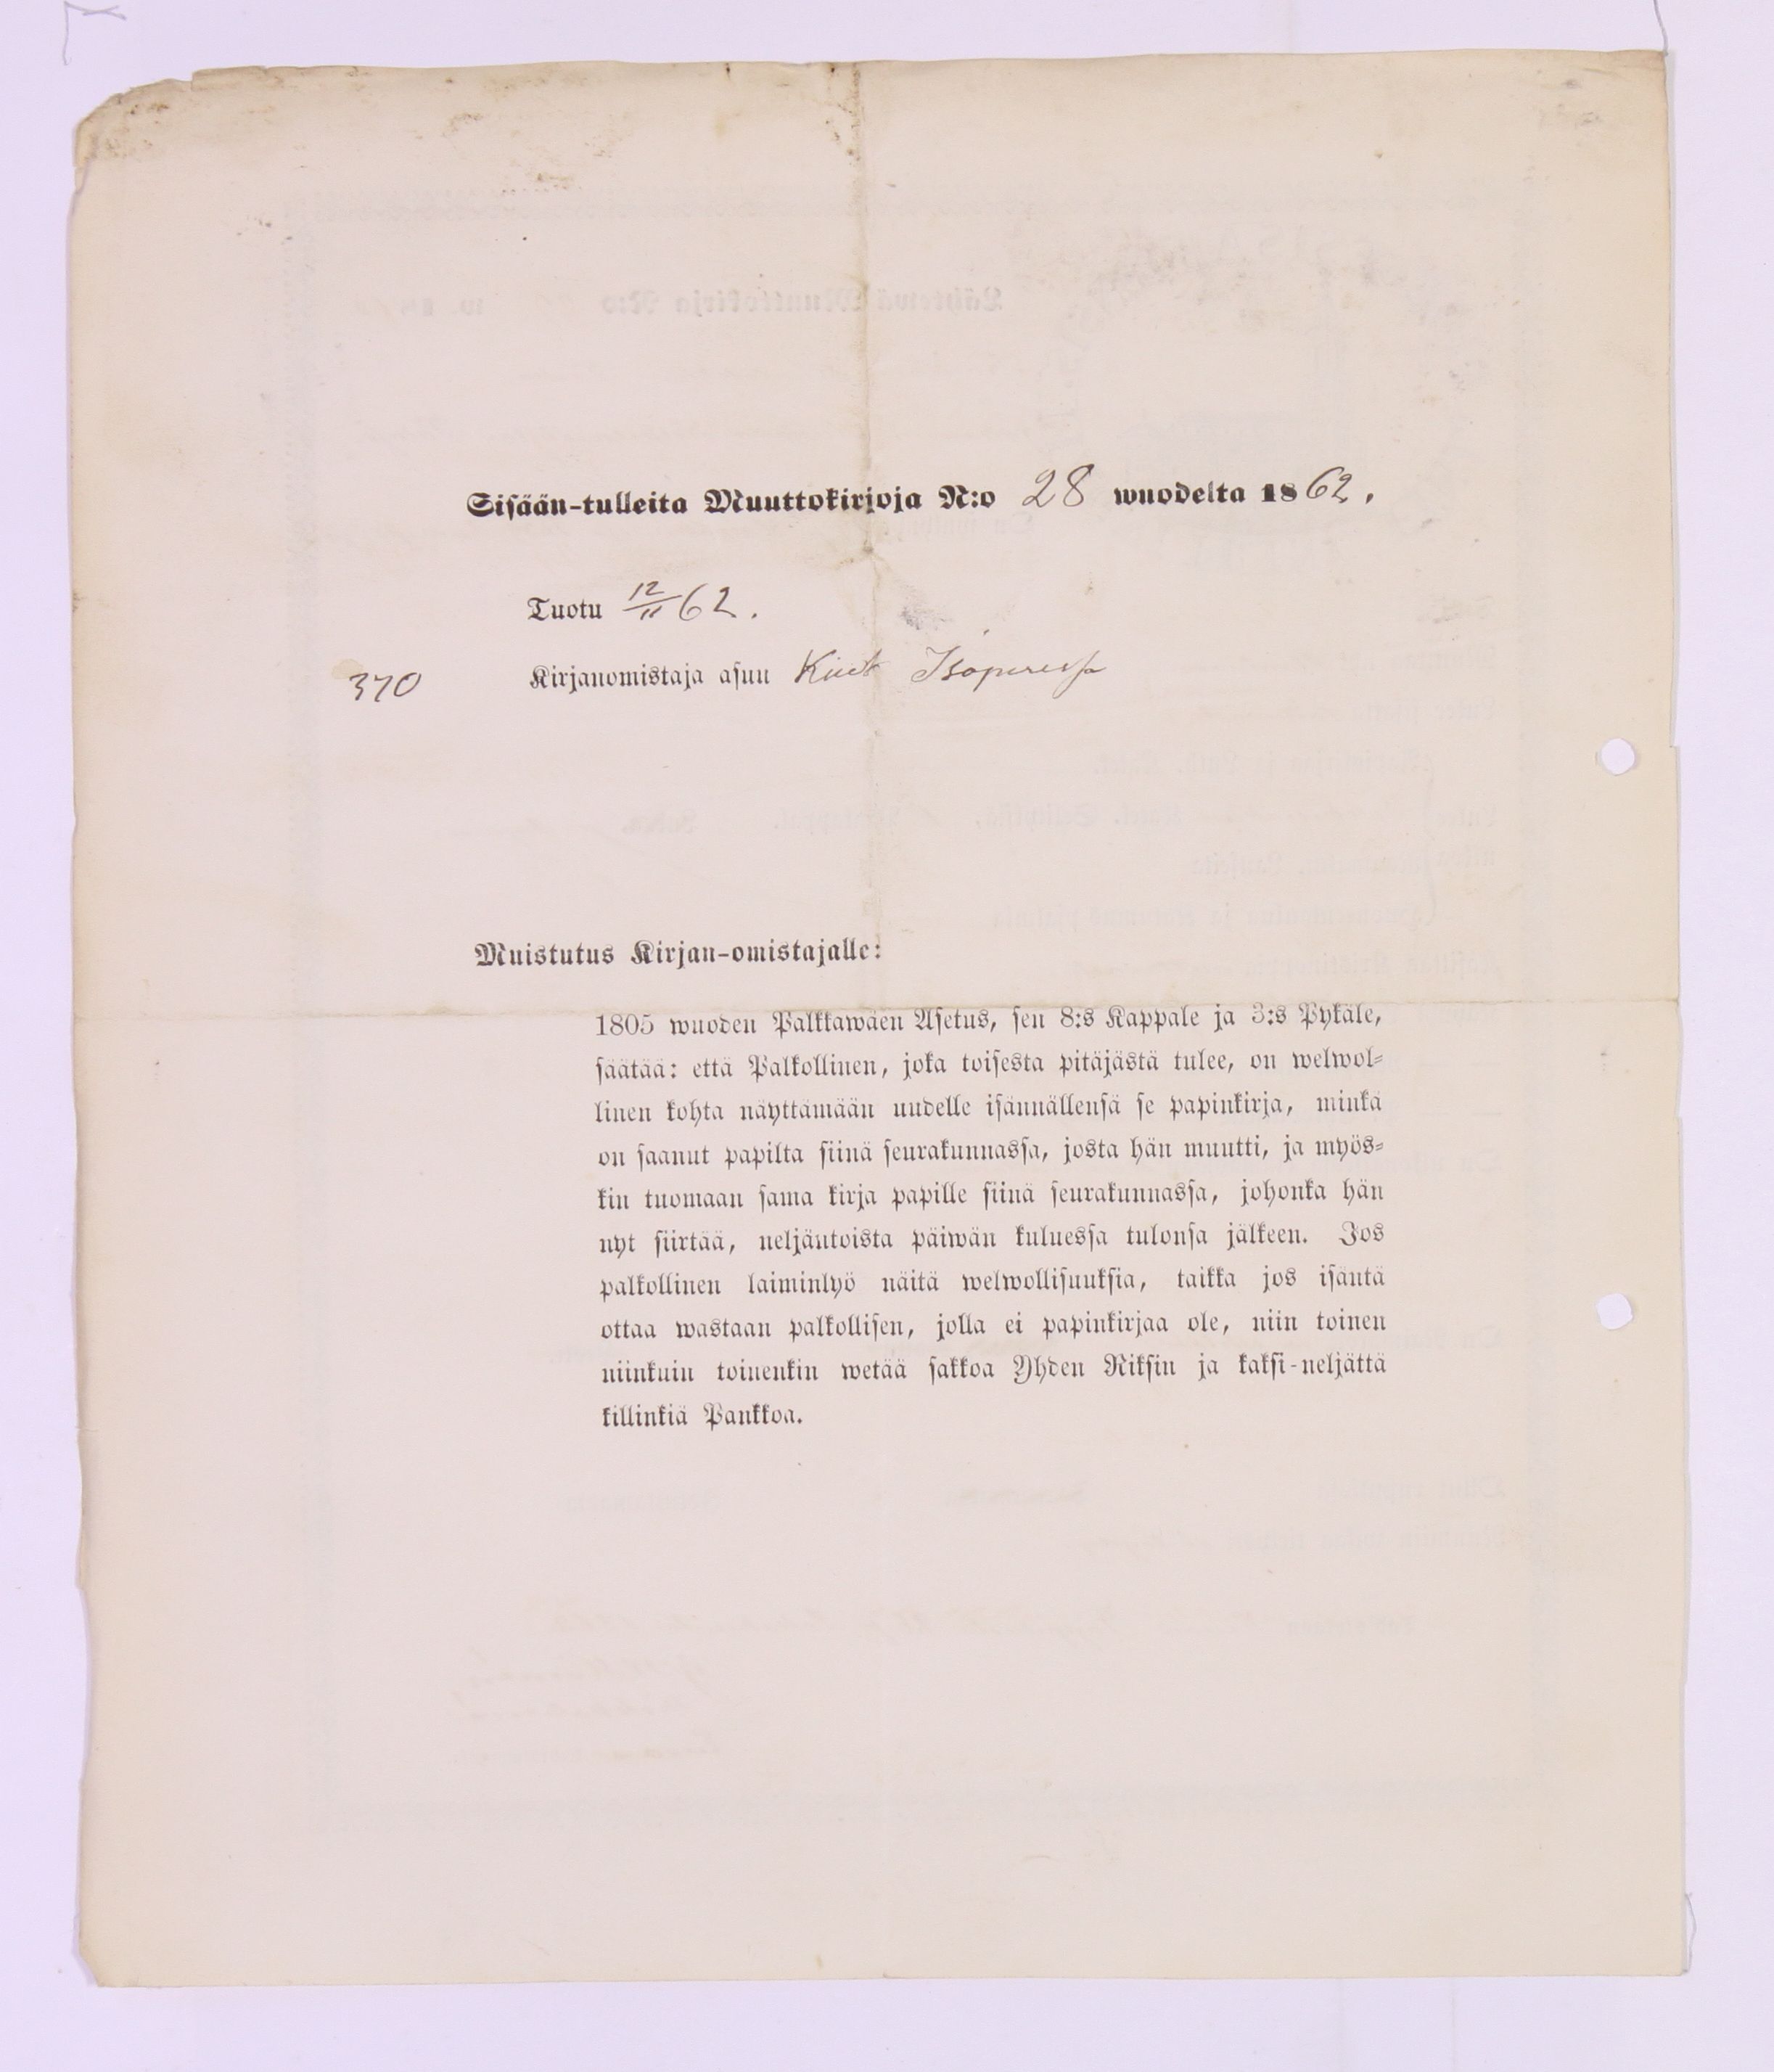 Sisään-tulleita Muuttokirjoja N:o 28 wuodelta 1862.
Tuotu 12/11 62.
370 Kirjanomistaja asuu
Muistutus Kirjan-omistajalle:
1805 wuoden Palkkawäen Asetus, sen 8:s Kappale ja 3:s Pykäle,
säätää: että Palkollinen, joka toisesta pitäjästä tulee, on welwol-
linen kohta näyttämään uudelle isännällensä se papinkirja, minkä
on saanut papilta siinä seurakunnassa, josta hän muutti, ja myös-
kin tuomaan sama kirja papille siinä seurakunnassa, johonka hän
nyt siirtää, neljäntoista päiwän kuluessa tulonsa jälkeen. Jos
palkollinen laiminlyö näitä welwollisuuksia, taikka jos isäntä
ottaa wastaan palkollisen, jolla ei papinkirjaa ole, niin toinen
niinkuin toinenkin wetää sakkoa Yhden Riksin ja kaksi-neljättä
killinkiä Pankkoa.